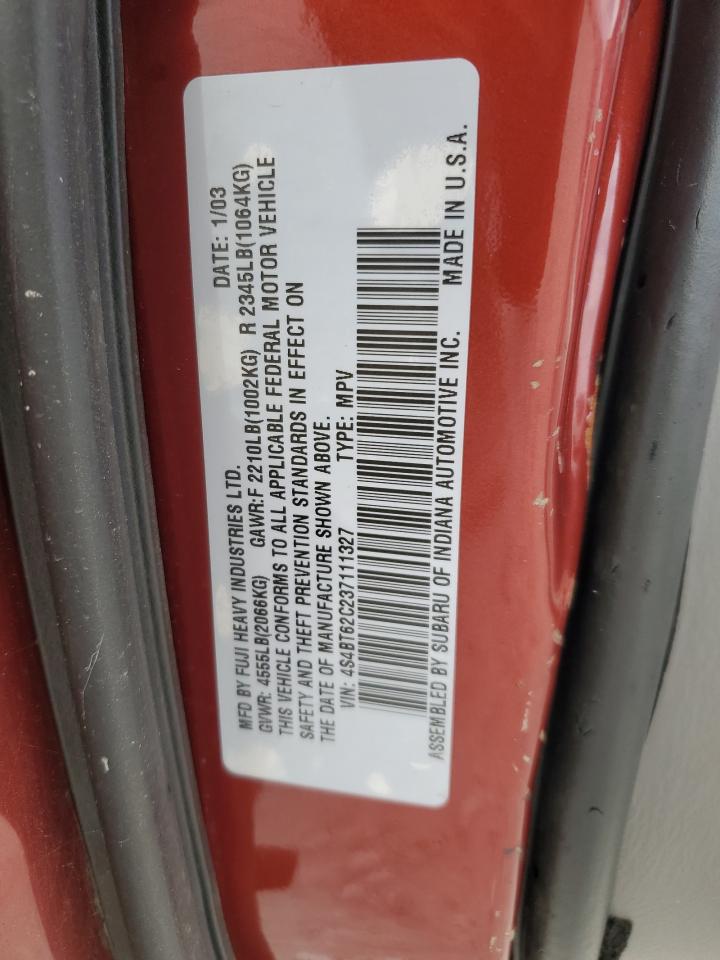 MFD BY FUJI HEAVY INDUSTRIES LTD. DATE: 1/03
GVWR: 4555LB(2066KG) GAWR:F 2210LB(1002KG) R 2345LB(1064KG)
THIS VEHICLE CONFORMS TO ALL APPLICABLE FEDERAL MOTOR VEHICLE
SAFETY AND THEFT PREVENTION STANDARDS IN EFFECT ON
THE DATE OF MANUFACTURE SHOWN ABOVE.
VIN: 4S4BT62C237111327 TYPE: MPV
ASSEMBLED BY SUBARU OF INDIANA AUTOMOTIVE INC. MADE IN U.S.A.